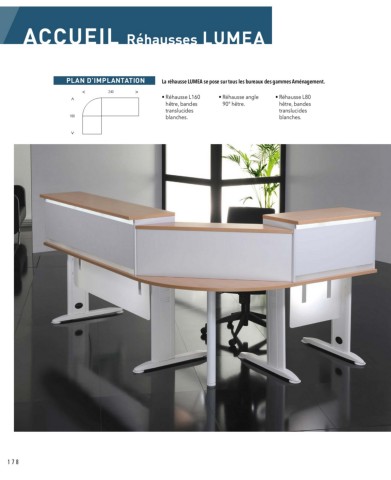 ACCUEIL Réhausses LUMEA
PLAN D'IMPLANTATION
La réhausse LUMEA se pose sur tous les bureaux des gammes Aménagement.
• Réhausse L160
hêtre, bandes
translucides
blanches.
• Réhausse angle
90° hêtre.
• Réhausse L80
hêtre, bandes
translucides
blanches.
178